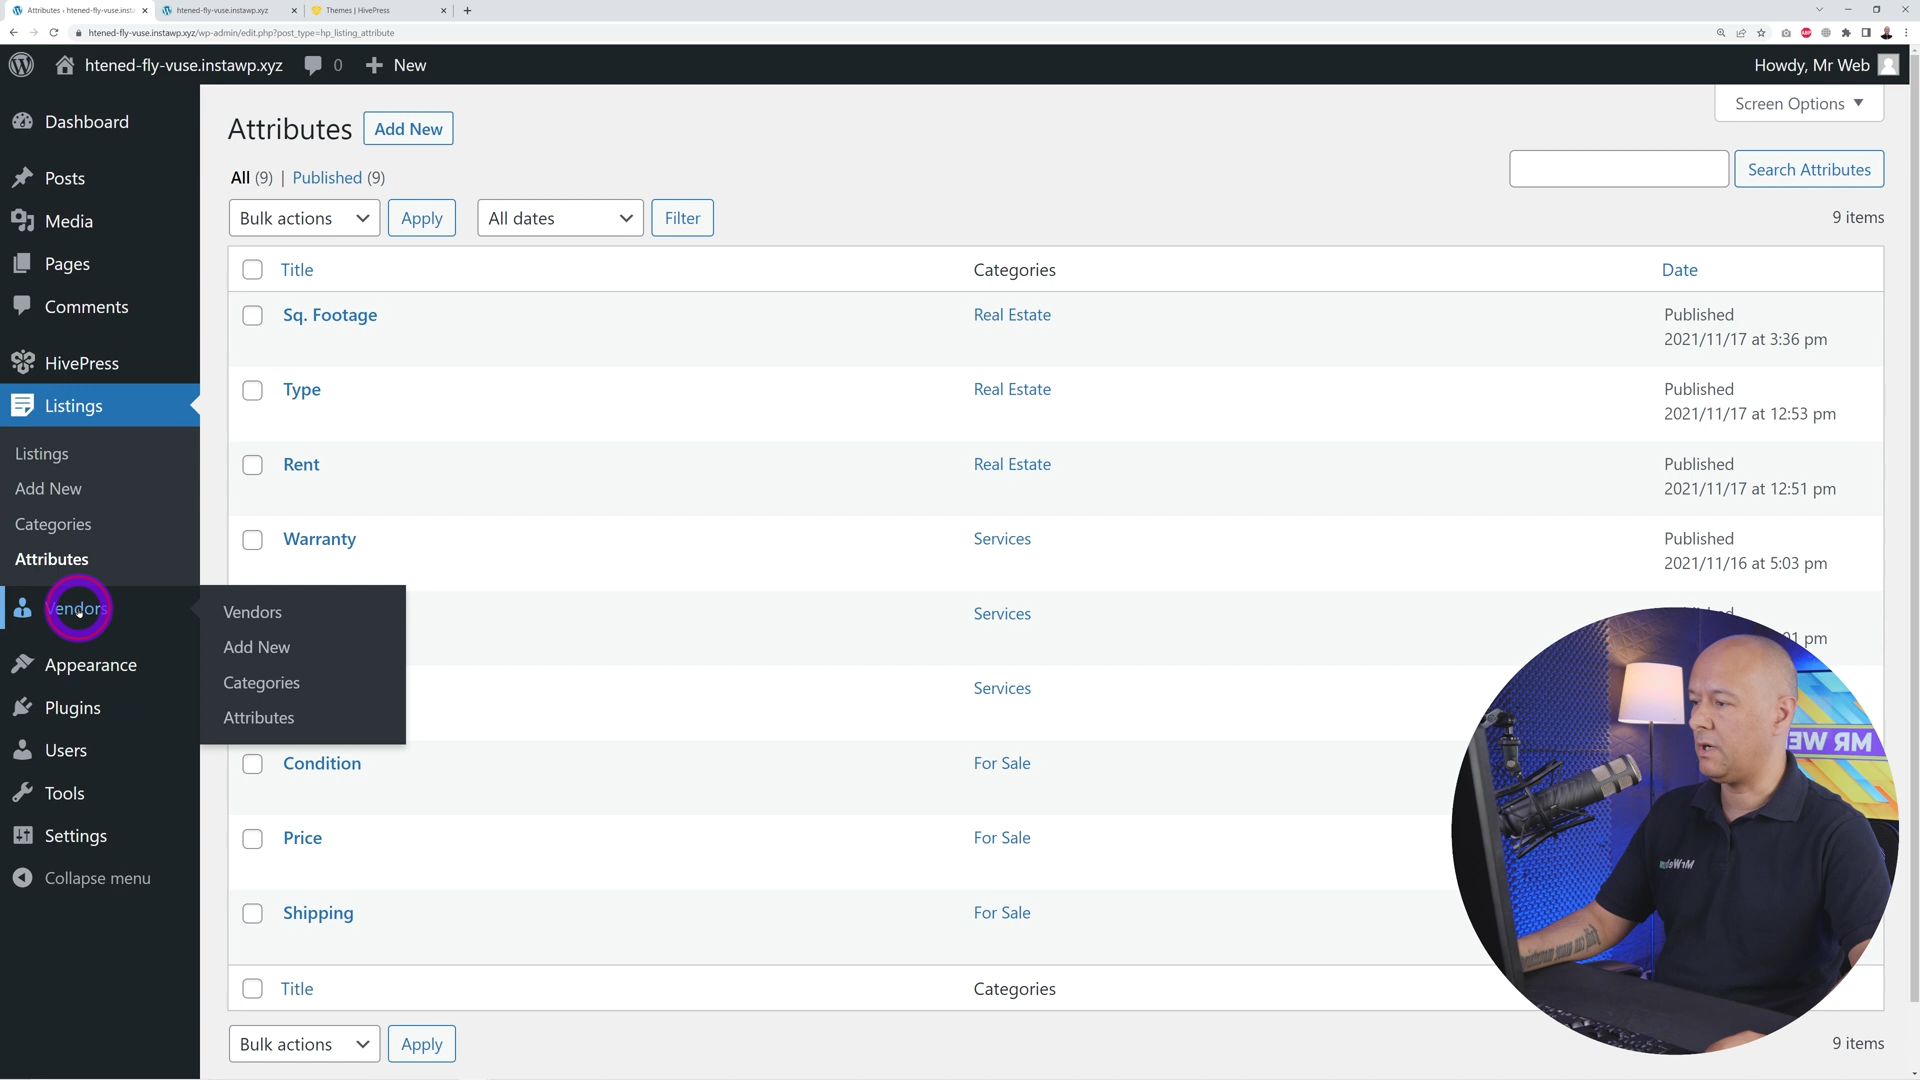 Attributes ‹ htened-fly-vuse.insta
htened-fly-vuse.instawp.xyz
Themes | HivePress
htened-fly-vuse.instawp.xyz/wp-admin/edit.php?post_type=hp_listing_attribute
htened-fly-vuse.instawp.xyz
0
New
Howdy, Mr Web
Dashboard
Posts
Media
Pages
Comments
HivePress
Listings
Listings
Add New
Categories
Attributes
Vendors
Appearance
Plugins
Users
Tools
Settings
Collapse menu
Vendors
Add New
Categories
Attributes
Screen Options
Attributes Add New
All (9) | Published (9)
Search Attributes
Bulk actions Apply All dates Filter
9 items
Title Categories Date
Sq. Footage Real Estate Published
2021/11/17 at 3:36 pm
Type Real Estate Published
2021/11/17 at 12:53 pm
Rent Real Estate Published
2021/11/17 at 12:51 pm
Warranty Services Published
2021/11/16 at 5:03 pm
Services
pm
Services
Condition For Sale
Price For Sale
Shipping For Sale
Title Categories
Bulk actions Apply
9 items
MR WE
MrWeb